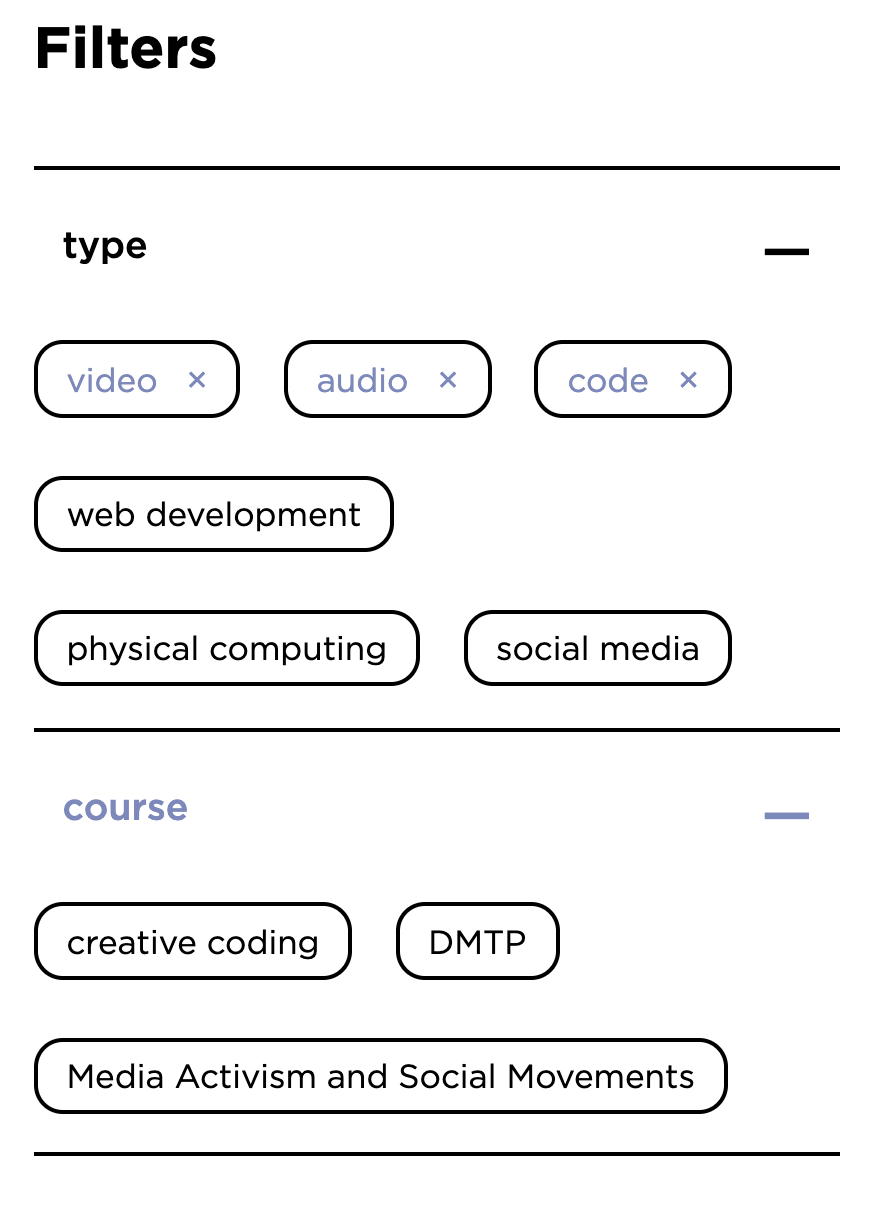 Filters
type
video × audio × code ×
web development
physical computing social media
course
creative coding DMTP
Media Activism and Social Movements